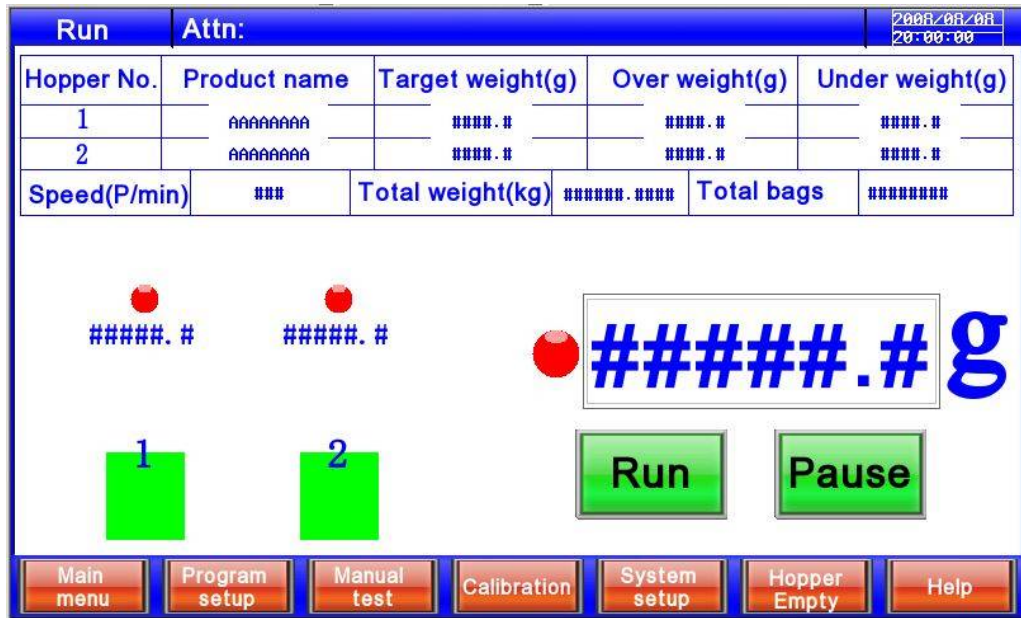 Run Attn: 2008/08/08
20:00:00
Hopper No. Product name Target weight(g) Over weight(g) Under weight(g)
1 AAAAAAAA ####.# ####.# ####.#
2 AAAAAAAA ####.# ####.# ####.#
Speed(P/min) ### Total weight(kg) ######.#### Total bags ########
#####.# #####.# #####.# g
1 2
Run Pause
Main menu Program setup Manual test Calibration System setup Hopper Empty Help